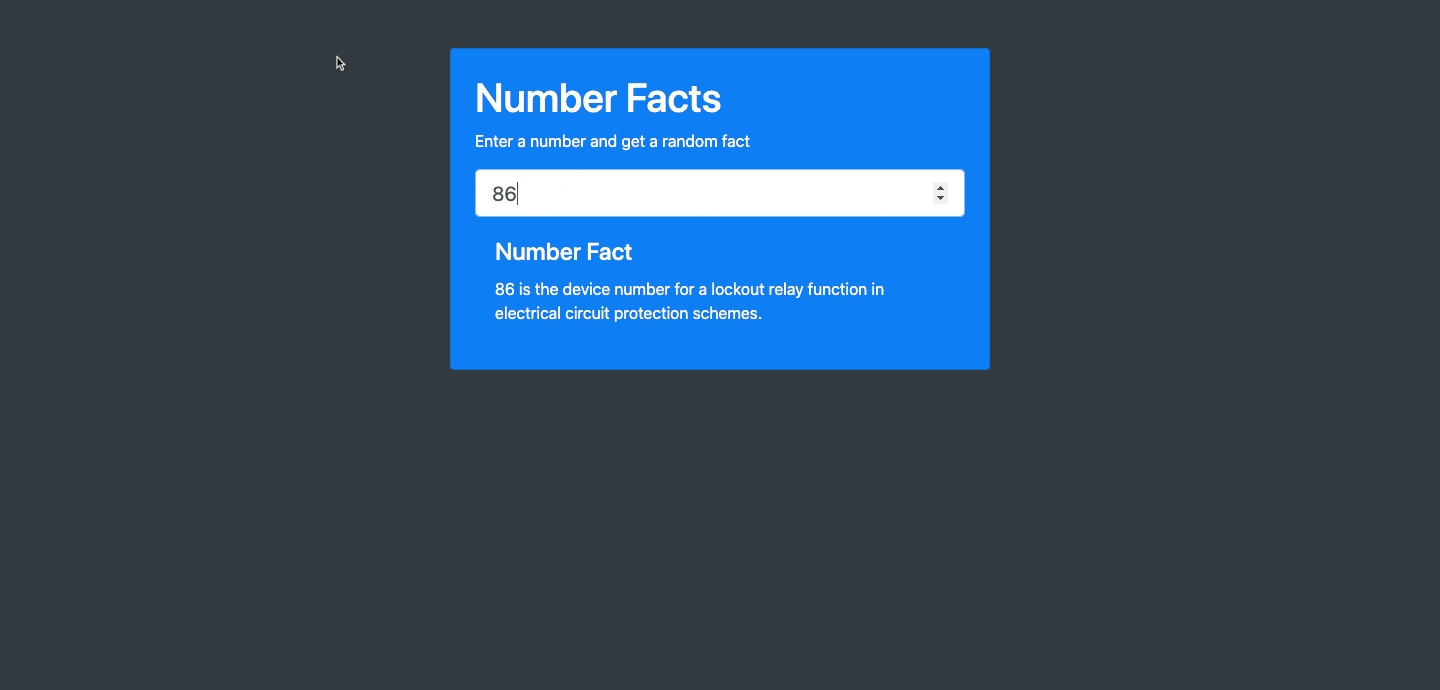 Number Facts
Enter a number and get a random fact
86
Number Fact
86 is the device number for a lockout relay function in
electrical circuit protection schemes.